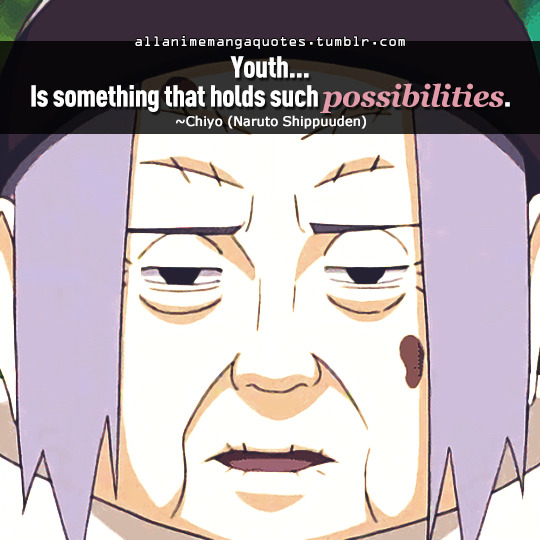 allanimemangaquotes.tumblr.com
Youth...
Is something that holds such possibilities.
~Chiyo (Naruto Shippuuden)